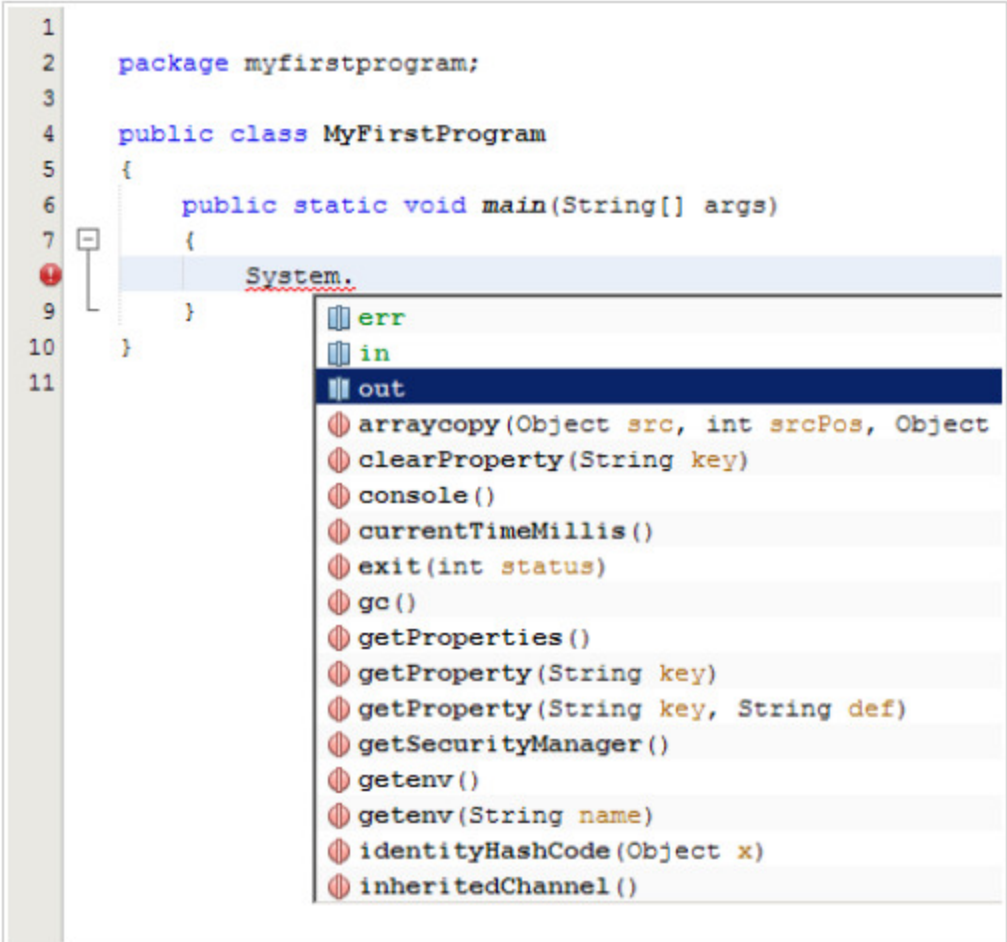 1
2 package myfirstprogram;
3
4 public class MyFirstProgram
5 {
6 public static void main(String[] args)
7 {
System.
9 }
10 }
11
err
in
out
arraycopy(Object src, int srcPos, Object
clearProperty(String key)
console()
currentTimeMillis()
exit(int status)
gc()
getProperties()
getProperty(String key)
getProperty(String key, String def)
getSecurityManager()
getenv()
getenv(String name)
identityHashCode(Object x)
inheritedChannel()